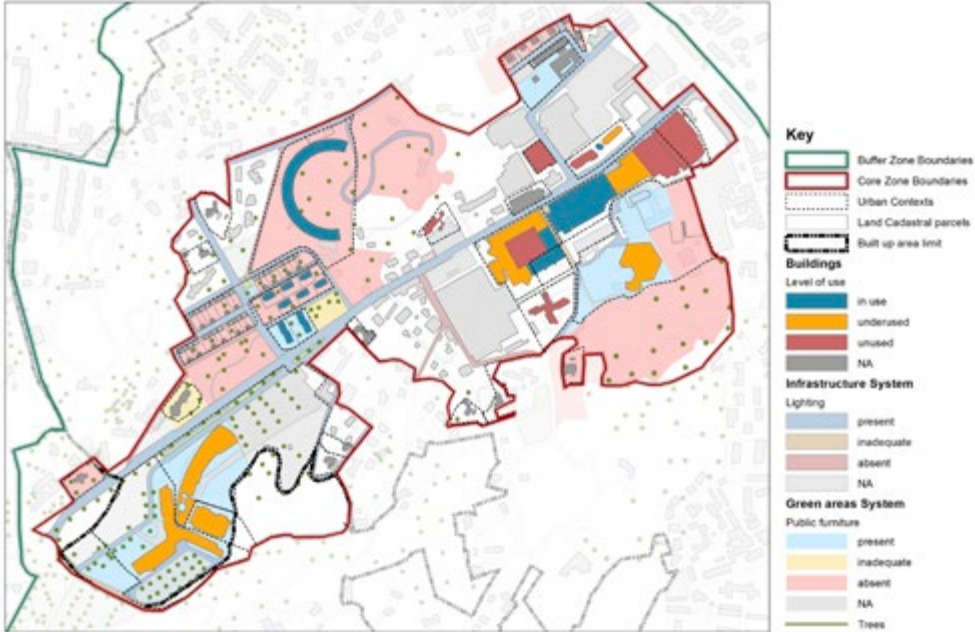 Key
Buffer Zone Boundaries
Core Zone Boundaries
Urban Contexts
Land Cadastral parcels
Built up area limit
Buildings
Level of use
in use
underused
unused
NA
Infrastructure System
Lighting
present
inadequate
absent
NA
Green areas System
Public furniture
present
inadequate
absent
NA
Trees